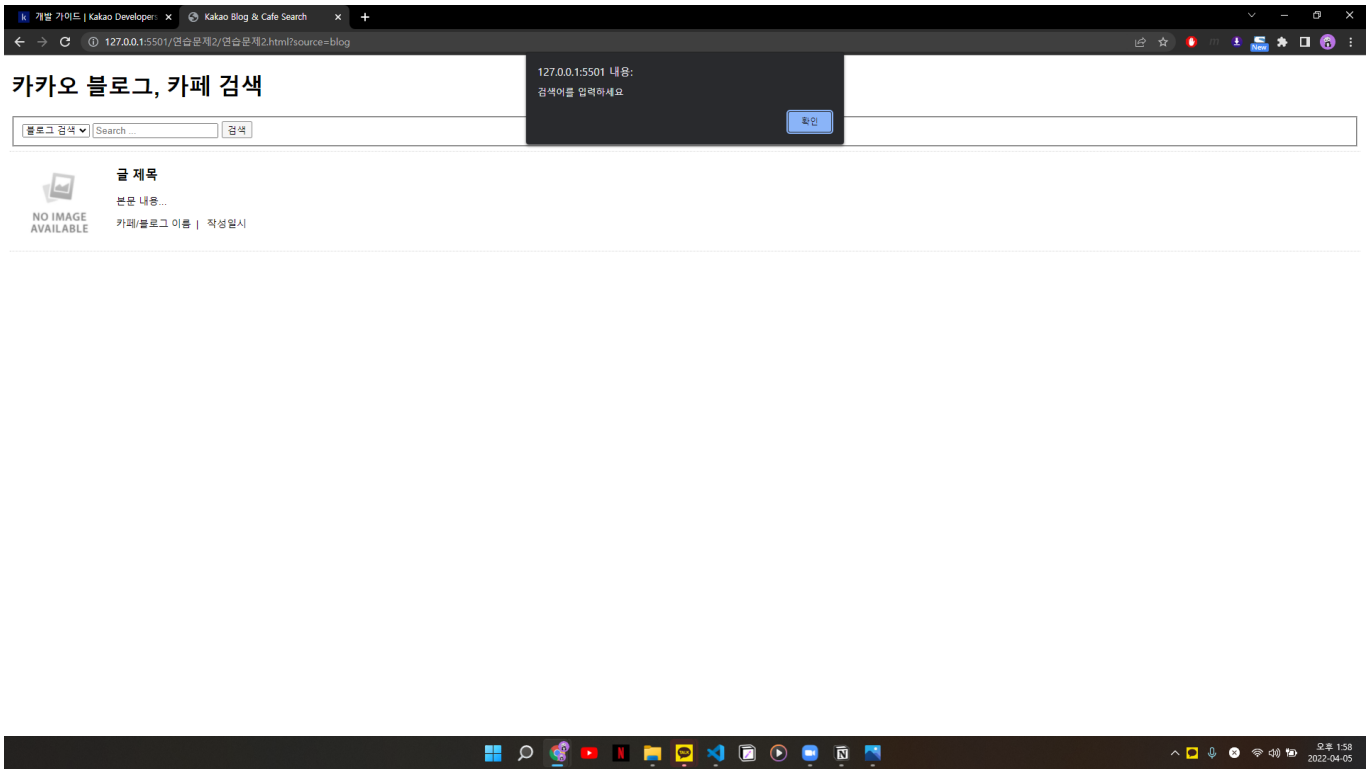 개발 가이드 | Kakao Developers
Kakao Blog & Cafe Search
127.0.0.1:5501/연습문제2/연습문제2.html?source=blog
New
127.0.0.1:5501 내용:
검색어를 입력하세요
확인
카카오 블로그, 카페 검색
블로그 검색 Search ... 검색
NO IMAGE
AVAILABLE
글 제목
본문 내용...
카페/블로그 이름 | 작성일시
오후 1:58
2022-04-05